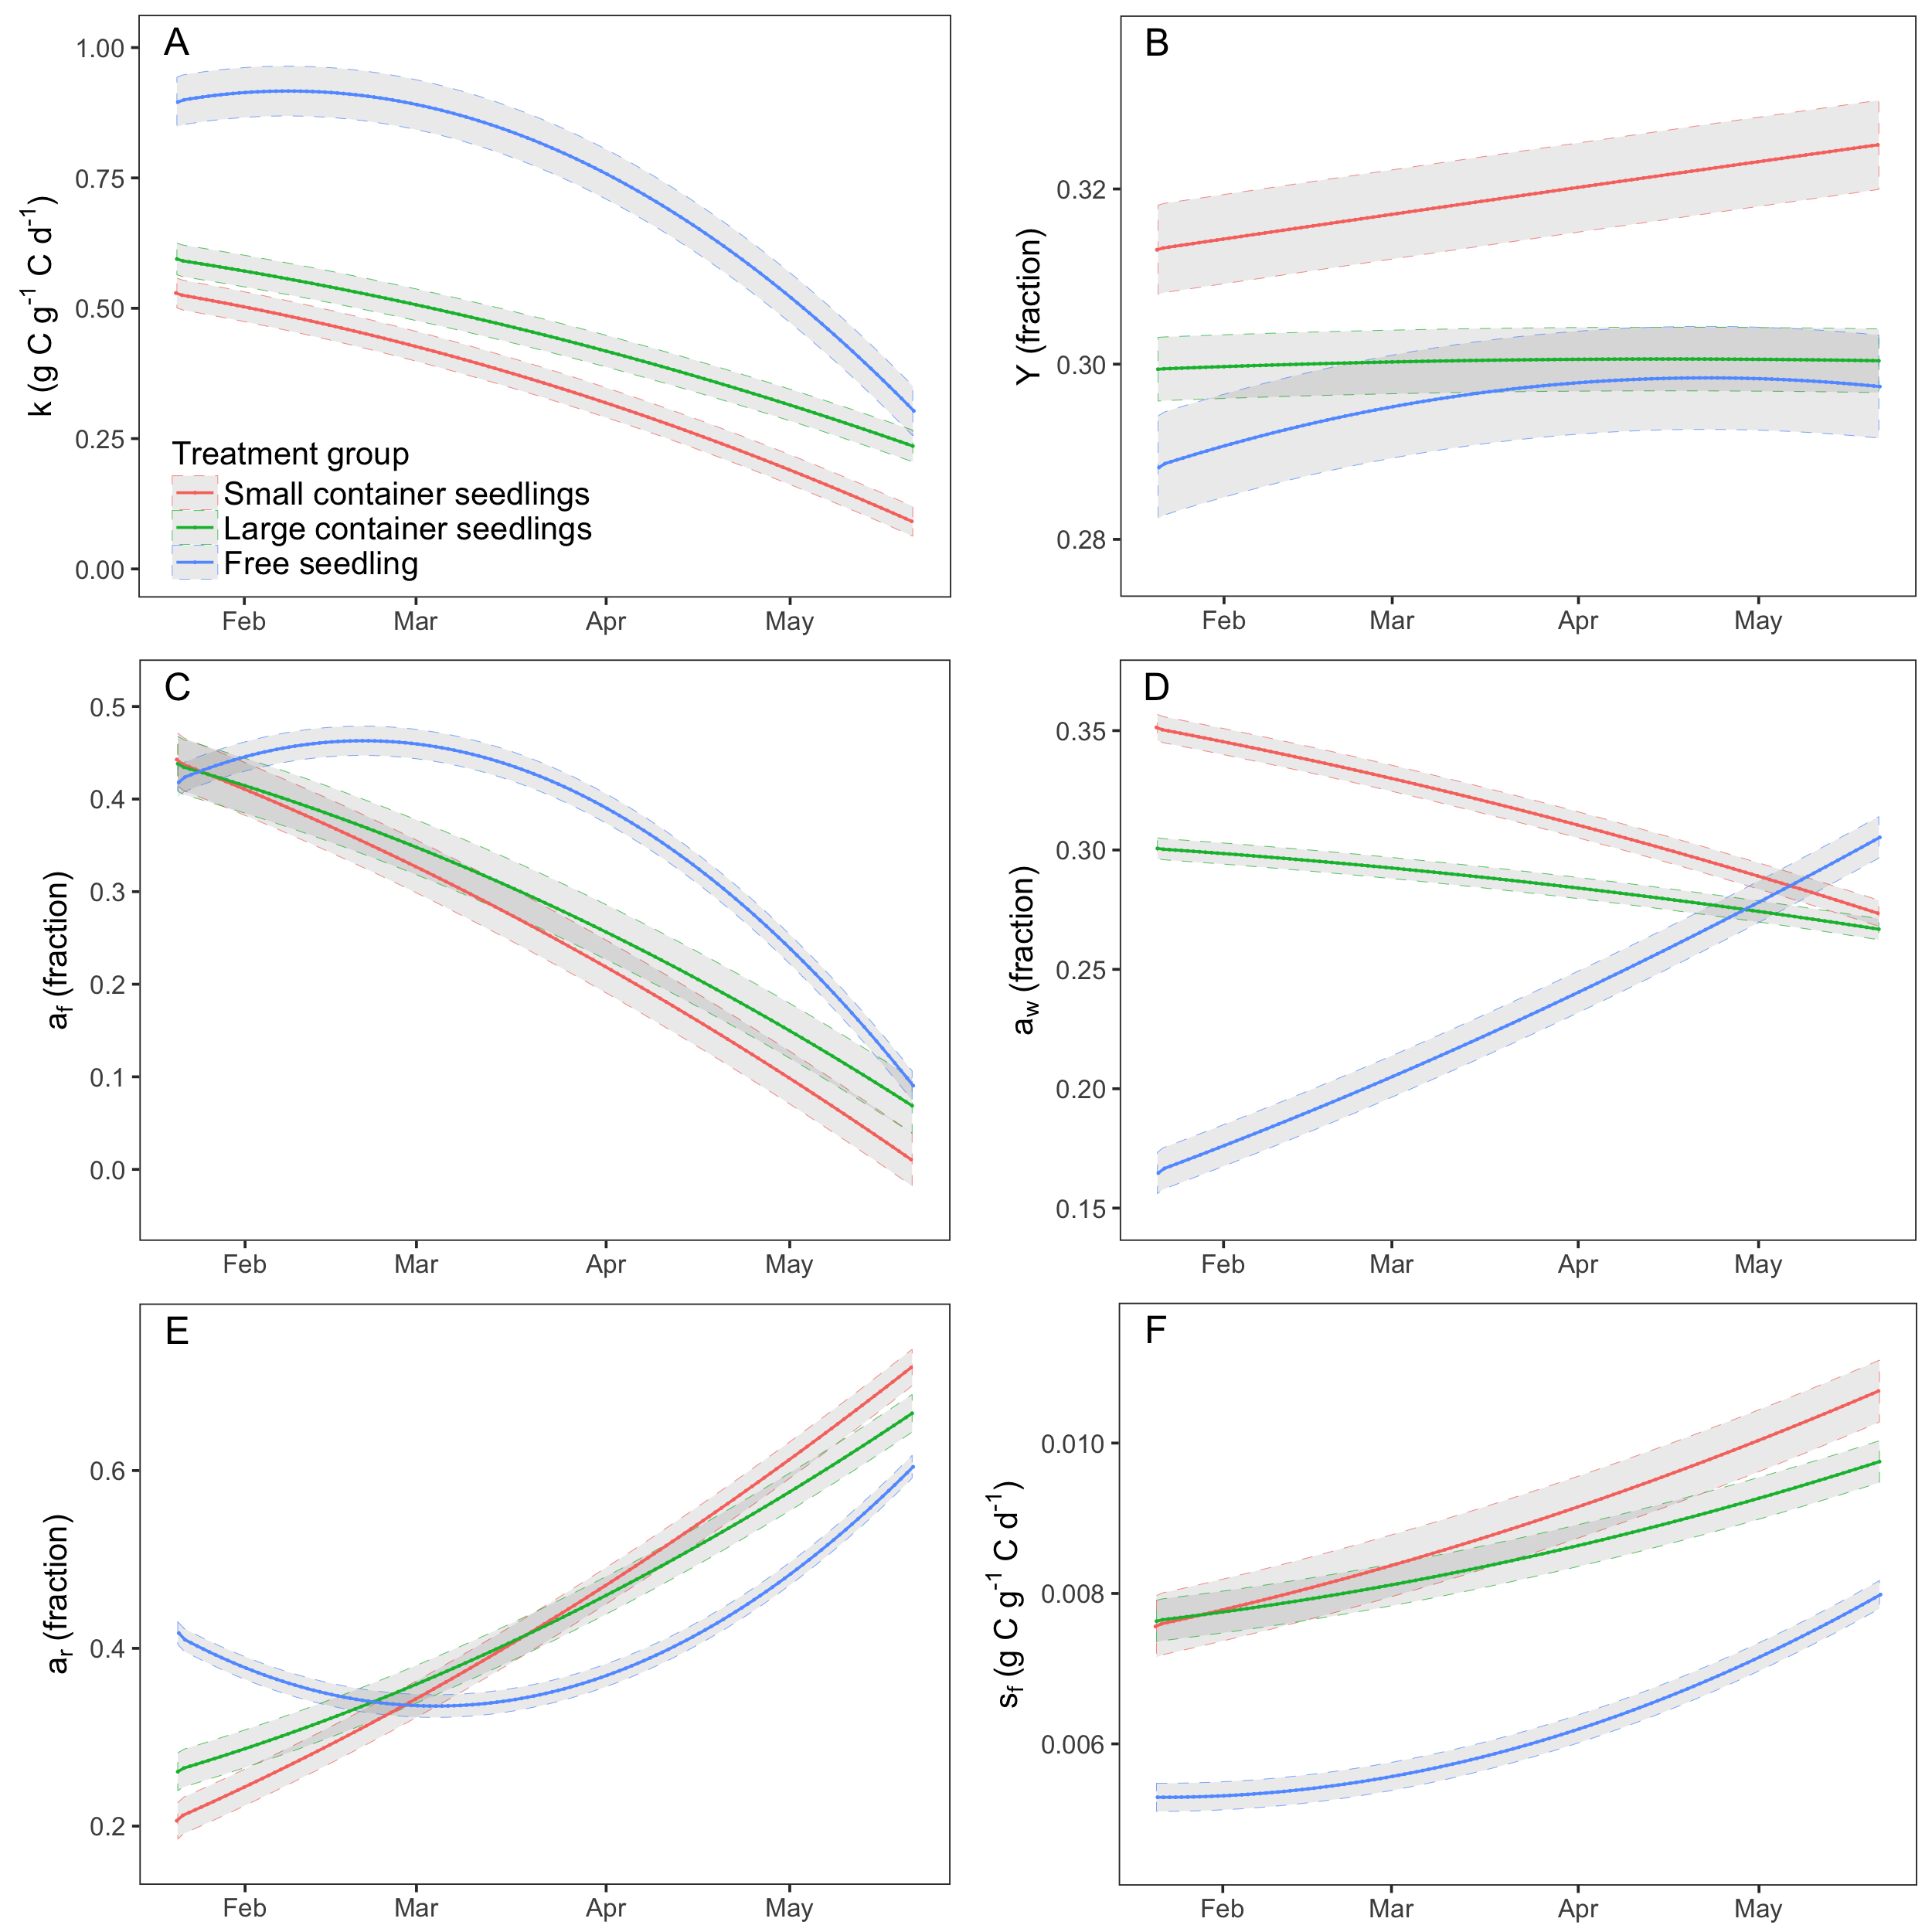 A
1.00
0.75
0.50
0.25
0.00
k (g C g-1 C d-1)
Treatment group
Small container seedlings
Large container seedlings
Free seedling
Feb Mar Apr May
B
0.32
0.30
0.28
Y (fraction)
Feb Mar Apr May
C
0.5
0.4
0.3
0.2
0.1
0.0
af (fraction)
Feb Mar Apr May
D
0.35
0.30
0.25
0.20
0.15
aw (fraction)
Feb Mar Apr May
E
0.6
0.4
0.2
ar (fraction)
Feb Mar Apr May
F
0.010
0.008
0.006
sf (g C g-1 C d-1)
Feb Mar Apr May